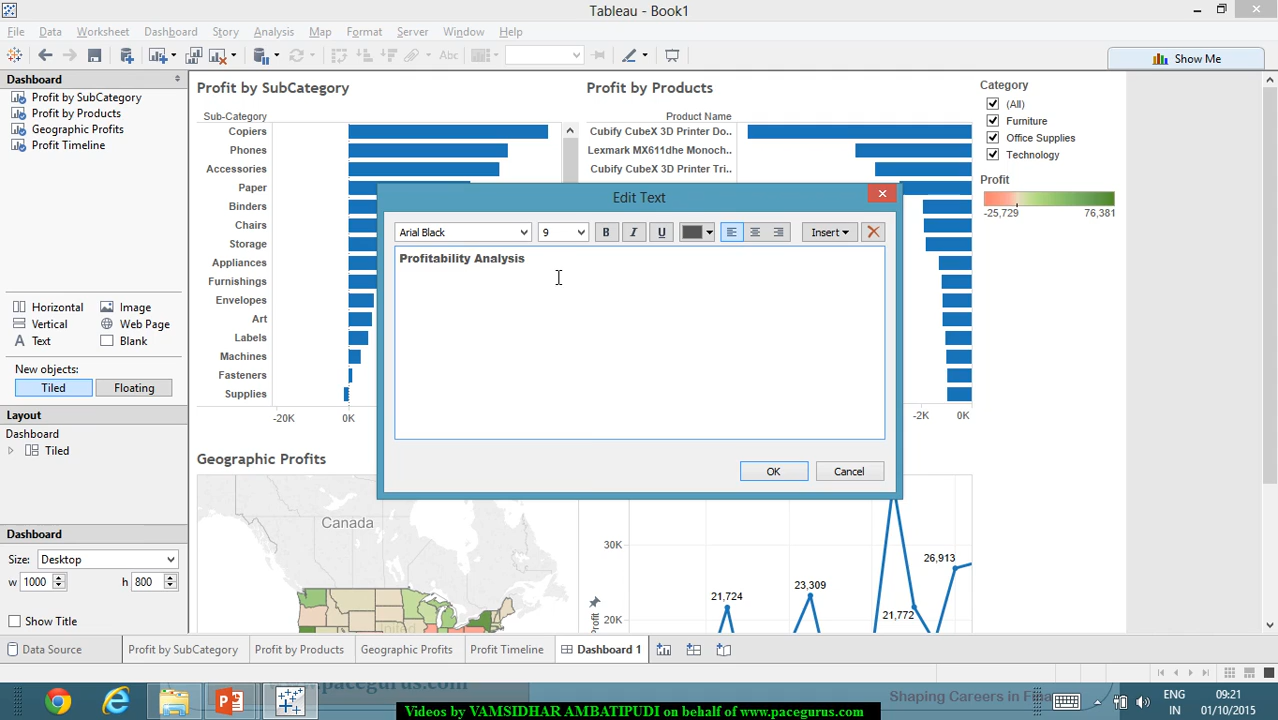 Tableau - Book1
File Data Worksheet Dashboard Story Analysis Map Format Server Window Help
Abc
Show Me
Dashboard
Profit by SubCategory
Profit by Products
Geographic Profits
Profit Timeline
Horizontal Image
Vertical Web Page
Text Blank
New objects:
Tiled Floating
Layout
Dashboard
Tiled
Dashboard
Size: Desktop
w 1000 h 800
Show Title
Profit by SubCategory
Sub-Category
Copiers
Phones
Accessories
Paper
Binders
Chairs
Storage
Appliances
Furnishings
Envelopes
Art
Labels
Machines
Fasteners
Supplies
-20K 0K
Profit by Products
Product Name
Cubify CubeX 3D Printer Do..
Lexmark MX611dhe Monoch..
Cubify CubeX 3D Printer Tri..
-2K 0K
Category
(All)
Furniture
Office Supplies
Technology
Profit
-25,729 76,381
Edit Text
Arial Black 9 B I U Insert
Profitability Analysis
OK Cancel
Geographic Profits
Canada
United
Profit
30K
20K
21,724
23,309
21,772
26,913
Data Source Profit by SubCategory Profit by Products Geographic Profits Profit Timeline Dashboard 1
www.pacegurus.com
Shaping Careers in
ENG
IN
09:21
01/10/2015
Videos by VAMSIDHAR AMBATIPUDI on behalf of www.pacegurus.com